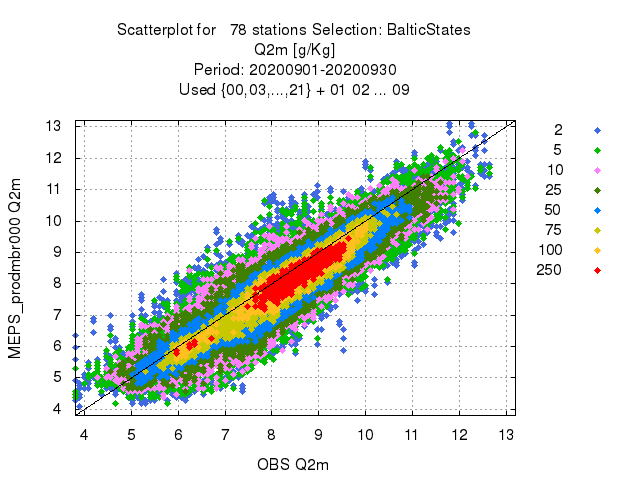 Scatterplot for 78 stations Selection: BalticStates
Q2m [g/Kg]
Period: 20200901-20200930
Used {00,03,...,21} + 01 02 ... 09
13
12
11
10
9
8
7
6
5
4
MEPS_prodmbr000 Q2m
4 5 6 7 8 9 10 11 12 13
OBS Q2m
2
5
10
25
50
75
100
250